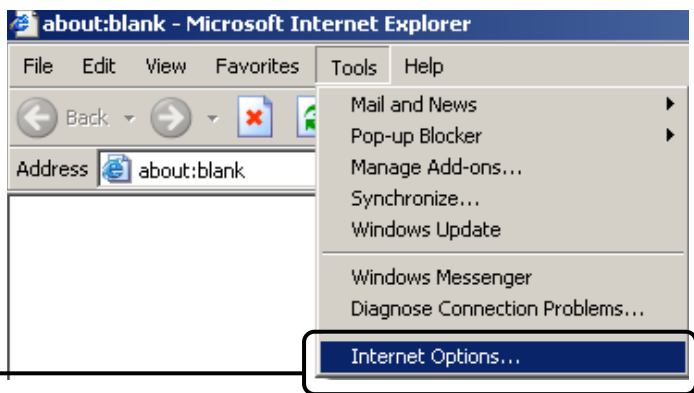 about:blank - Microsoft Internet Explorer
File Edit View Favorites Tools Help
Back
Address about:blank
Mail and News
Pop-up Blocker
Manage Add-ons...
Synchronize...
Windows Update
Windows Messenger
Diagnose Connection Problems...
Internet Options...